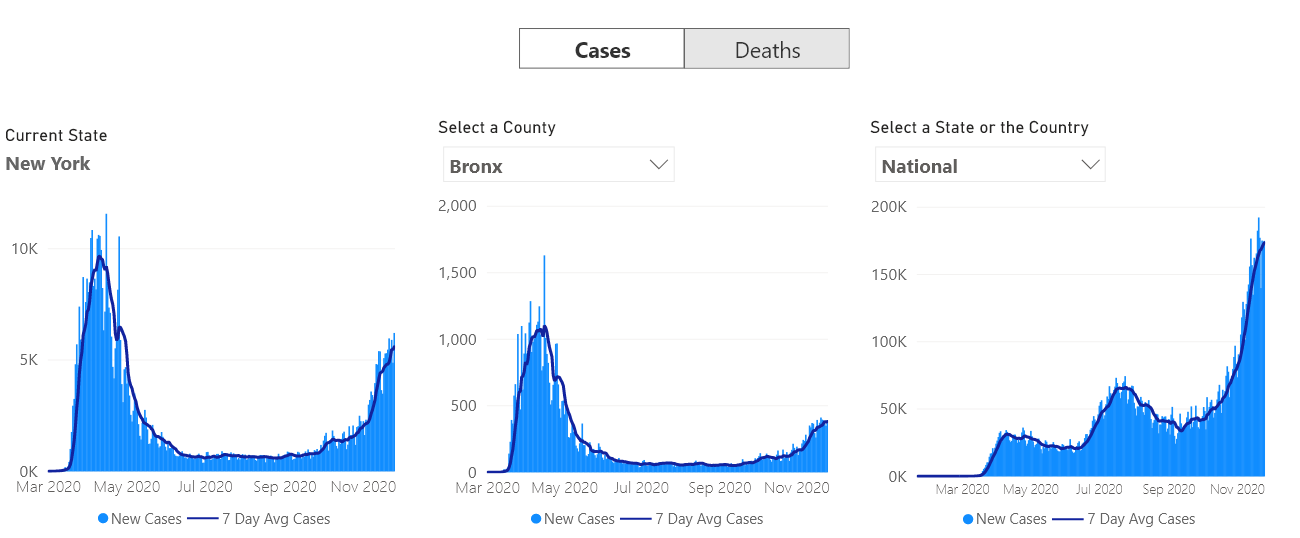 Cases Deaths
Current State
New York
10K
5K
0K
Mar 2020 May 2020 Jul 2020 Sep 2020 Nov 2020
New Cases 7 Day Avg Cases
Select a County
Bronx
2,000
1,500
1,000
500
0
Mar 2020 May 2020 Jul 2020 Sep 2020 Nov 2020
New Cases 7 Day Avg Cases
Select a State or the Country
National
200K
150K
100K
50K
0K
Mar 2020 May 2020 Jul 2020 Sep 2020 Nov 2020
New Cases 7 Day Avg Cases